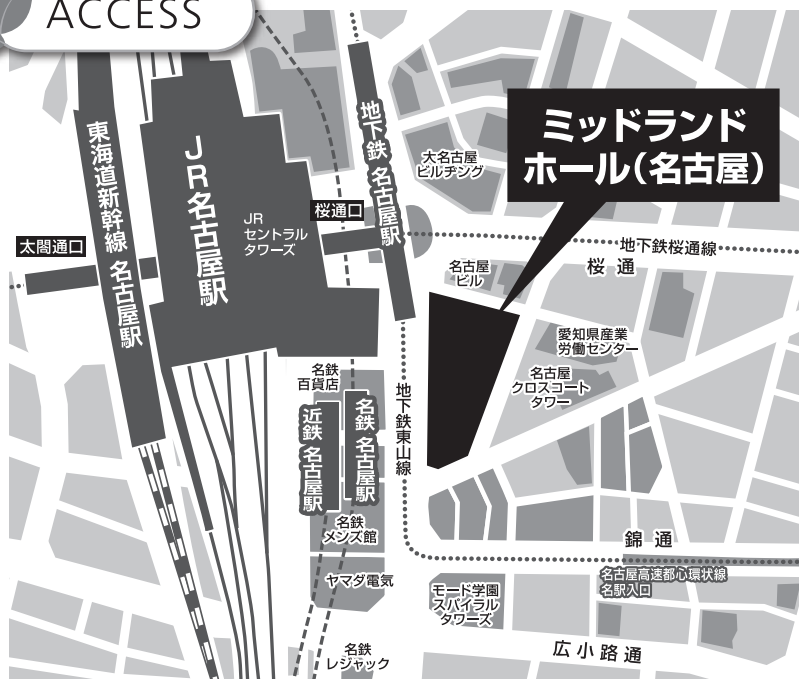 ACCESS
ミッドランド
ホール(名古屋)
地下鉄 名古屋駅
大名古屋
ビルヂング
東海道新幹線 名古屋駅
JR名古屋駅
JR
セントラル
タワーズ
桜通口
太閤通口
地下鉄桜通線
桜通
名古屋
ビル
愛知県産業
労働センター
名古屋
クロスコート
タワー
名鉄
百貨店
地下鉄東山線
近鉄 名古屋駅
名鉄 名古屋駅
名鉄
メンズ館
錦通
名古屋高速都心環状線
名駅入口
ヤマダ電気
モード学園
スパイラル
タワーズ
名鉄
レジャック
広小路通